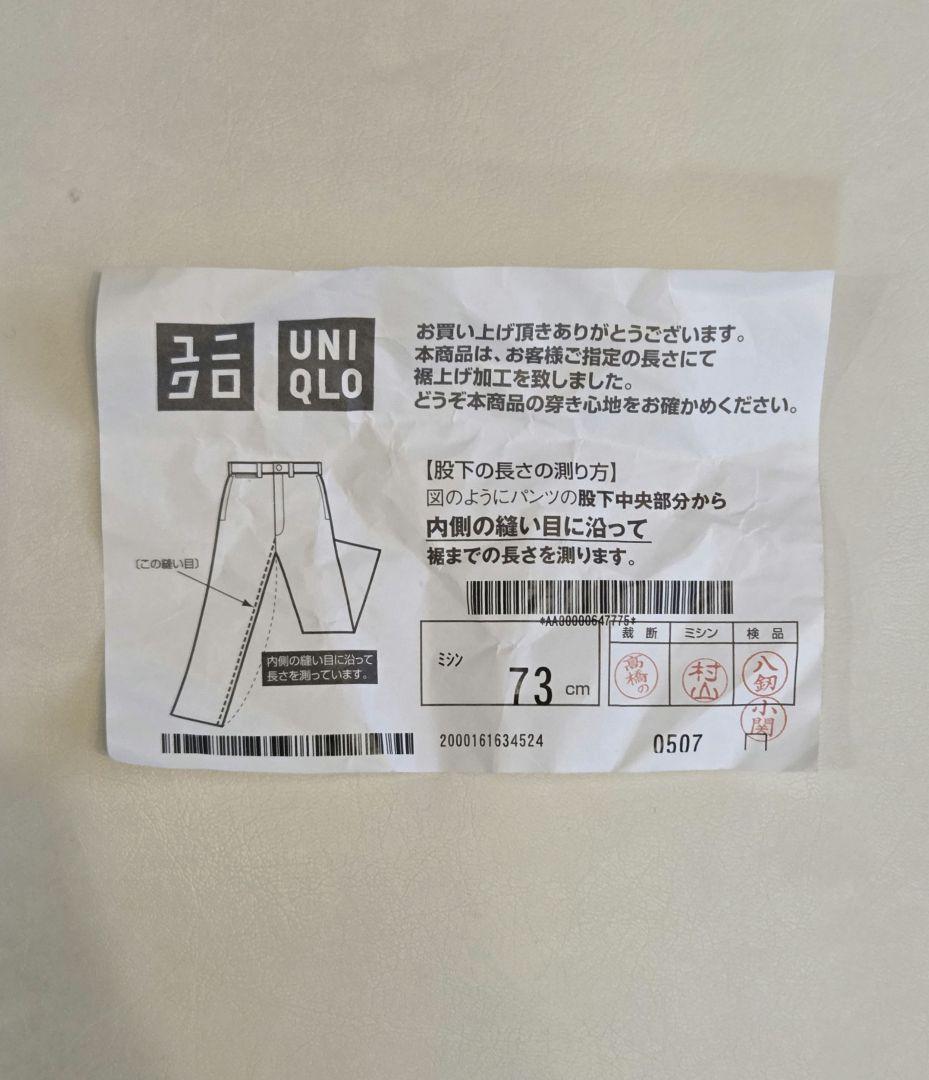 ユニ
クロ
UNI
QLO
お買い上げ頂きありがとうございます。
本商品は、お客様ご指定の長さにて
裾上げ加工を致しました。
どうぞ本商品の穿き心地をお確かめください。
【股下の長さの測り方】
図のようにパンツの股下中央部分から
内側の縫い目に沿って
裾までの長さを測ります。
〔この縫い目〕
内側の縫い目に沿って
長さを測っています。
*AA00000647775*
ミシン
73 cm
裁断 ミシン 検品
高橋の
村山
八釼
小関
2000161634524
0507